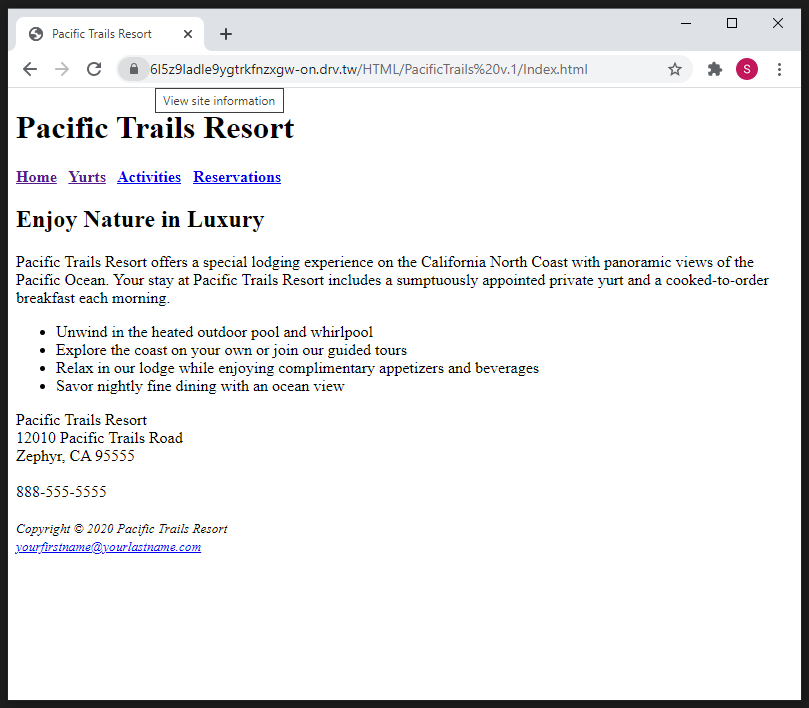 Pacific Trails Resort
6l5z9ladle9ygtrkfnzxgw-on.drv.tw/HTML/PacificTrails%20v.1/Index.html
S
View site information
Pacific Trails Resort
Home Yurts Activities Reservations
Enjoy Nature in Luxury
Pacific Trails Resort offers a special lodging experience on the California North Coast with panoramic views of the
Pacific Ocean. Your stay at Pacific Trails Resort includes a sumptuously appointed private yurt and a cooked-to-order
breakfast each morning.
• Unwind in the heated outdoor pool and whirlpool
• Explore the coast on your own or join our guided tours
• Relax in our lodge while enjoying complimentary appetizers and beverages
• Savor nightly fine dining with an ocean view
Pacific Trails Resort
12010 Pacific Trails Road
Zephyr, CA 95555
888-555-5555
Copyright © 2020 Pacific Trails Resort
yourfirstname@yourlastname.com